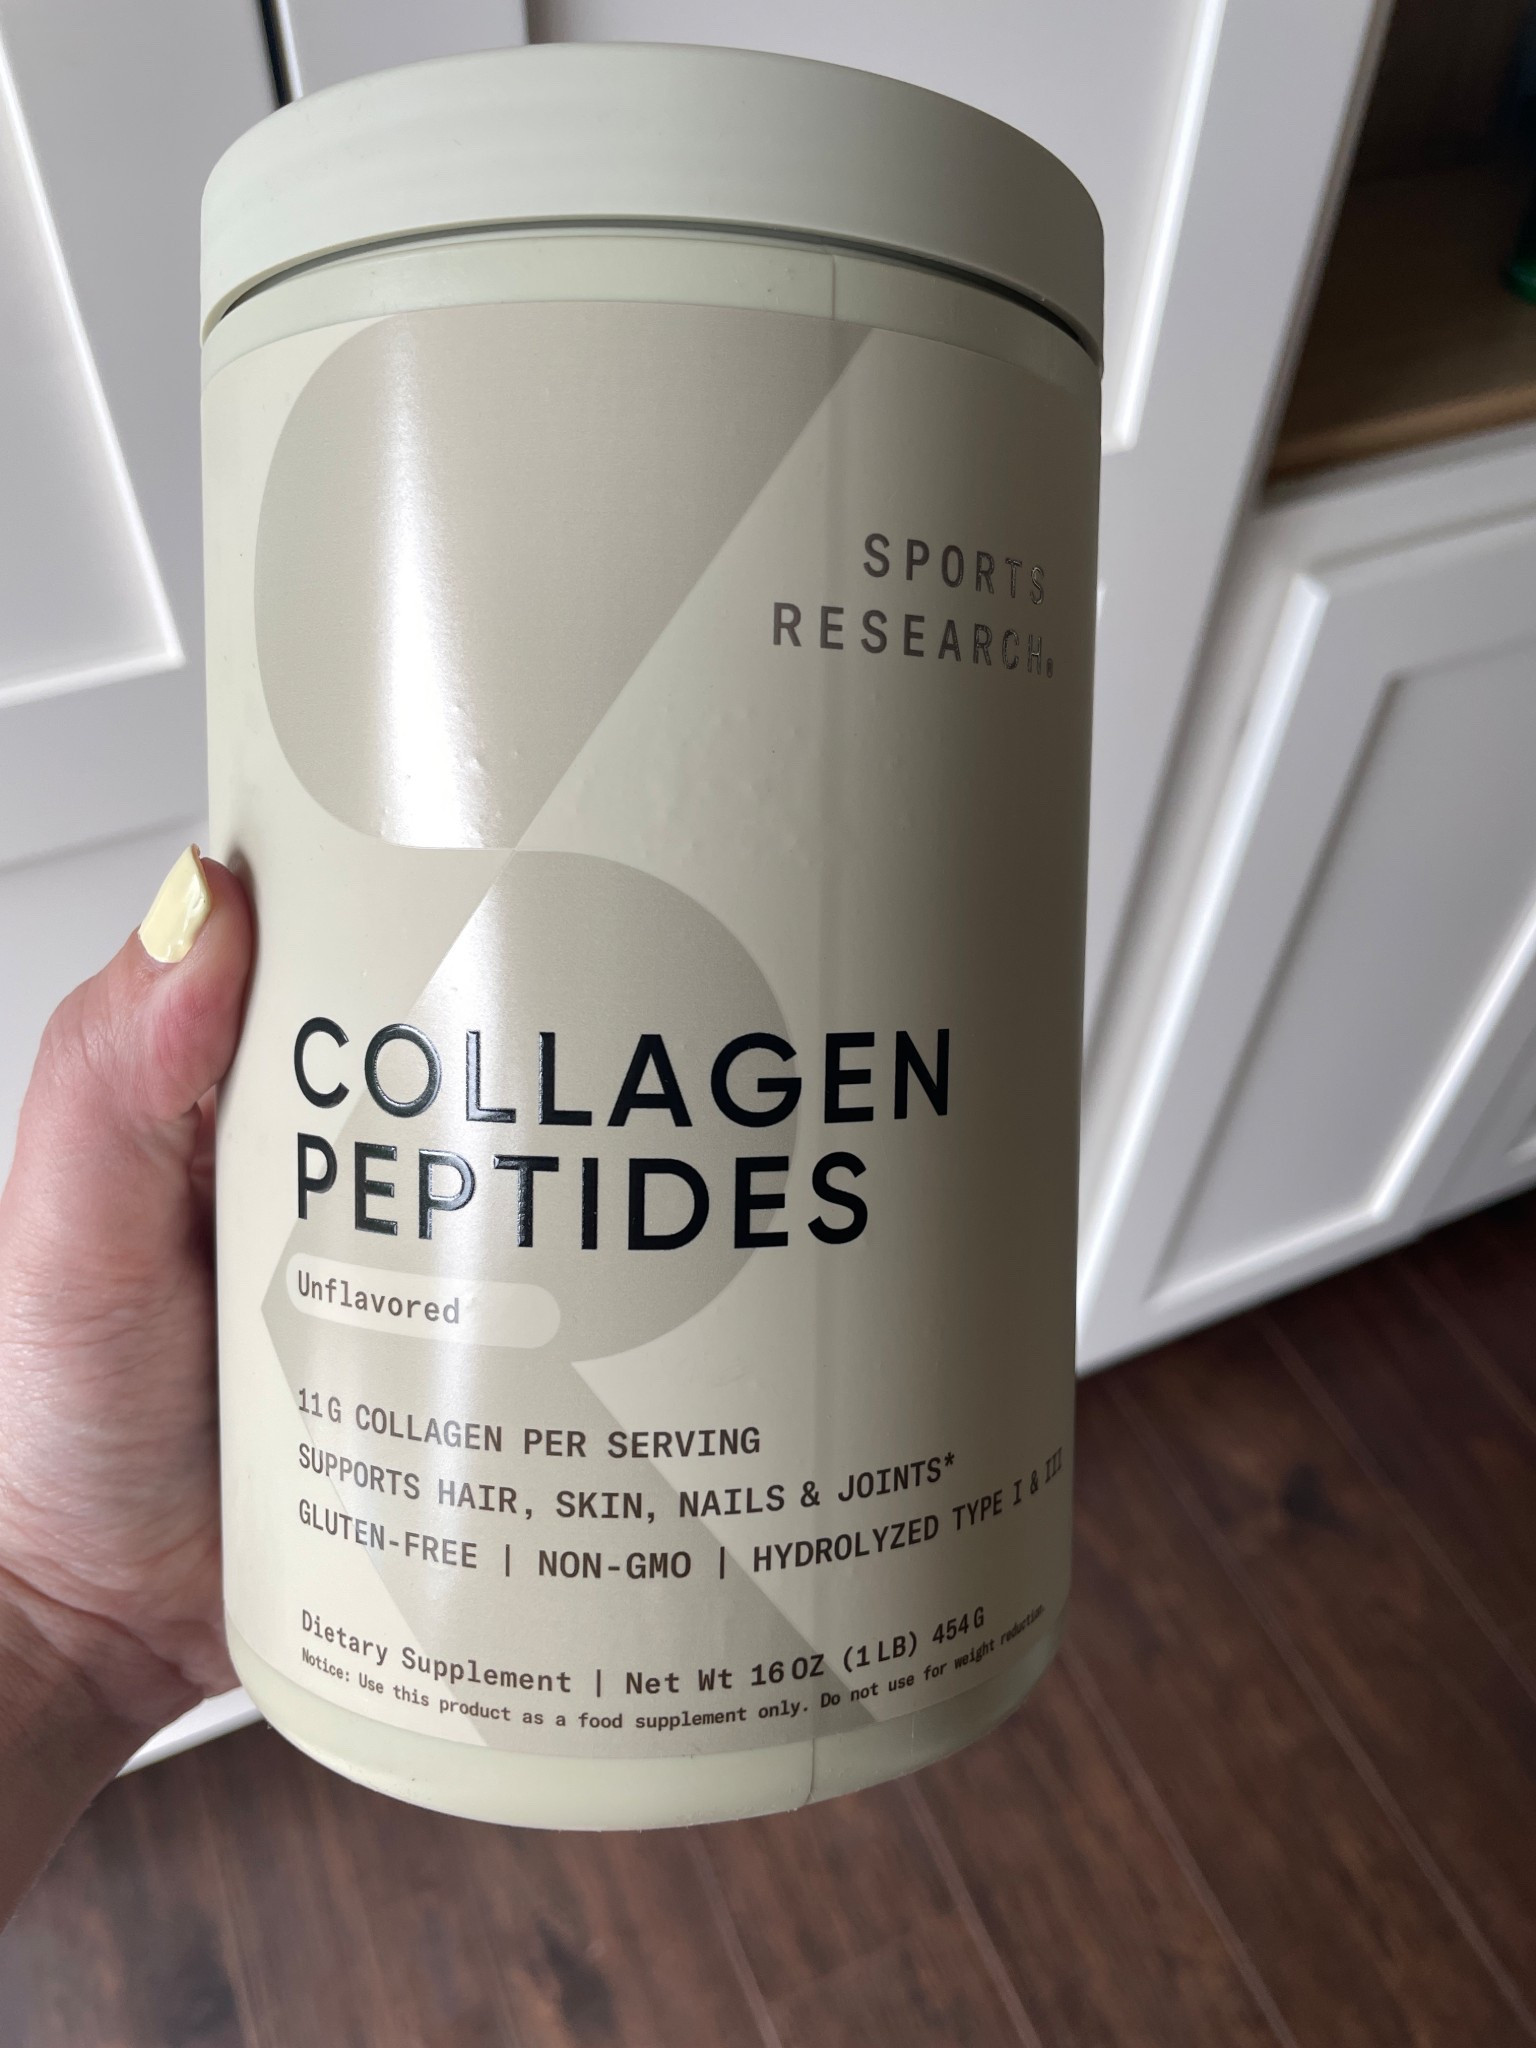 SPORTS
RESEARCH®
COLLAGEN
PEPTIDES
Unflavored
11G COLLAGEN PER SERVING
SUPPORTS HAIR, SKIN, NAILS & JOINTS*
GLUTEN-FREE | NON-GMO | HYDROLYZED TYPE I & III
Dietary Supplement | Net Wt 16 OZ (1 LB) 454 G
Notice: Use this product as a food supplement only. Do not use for weight reduction.